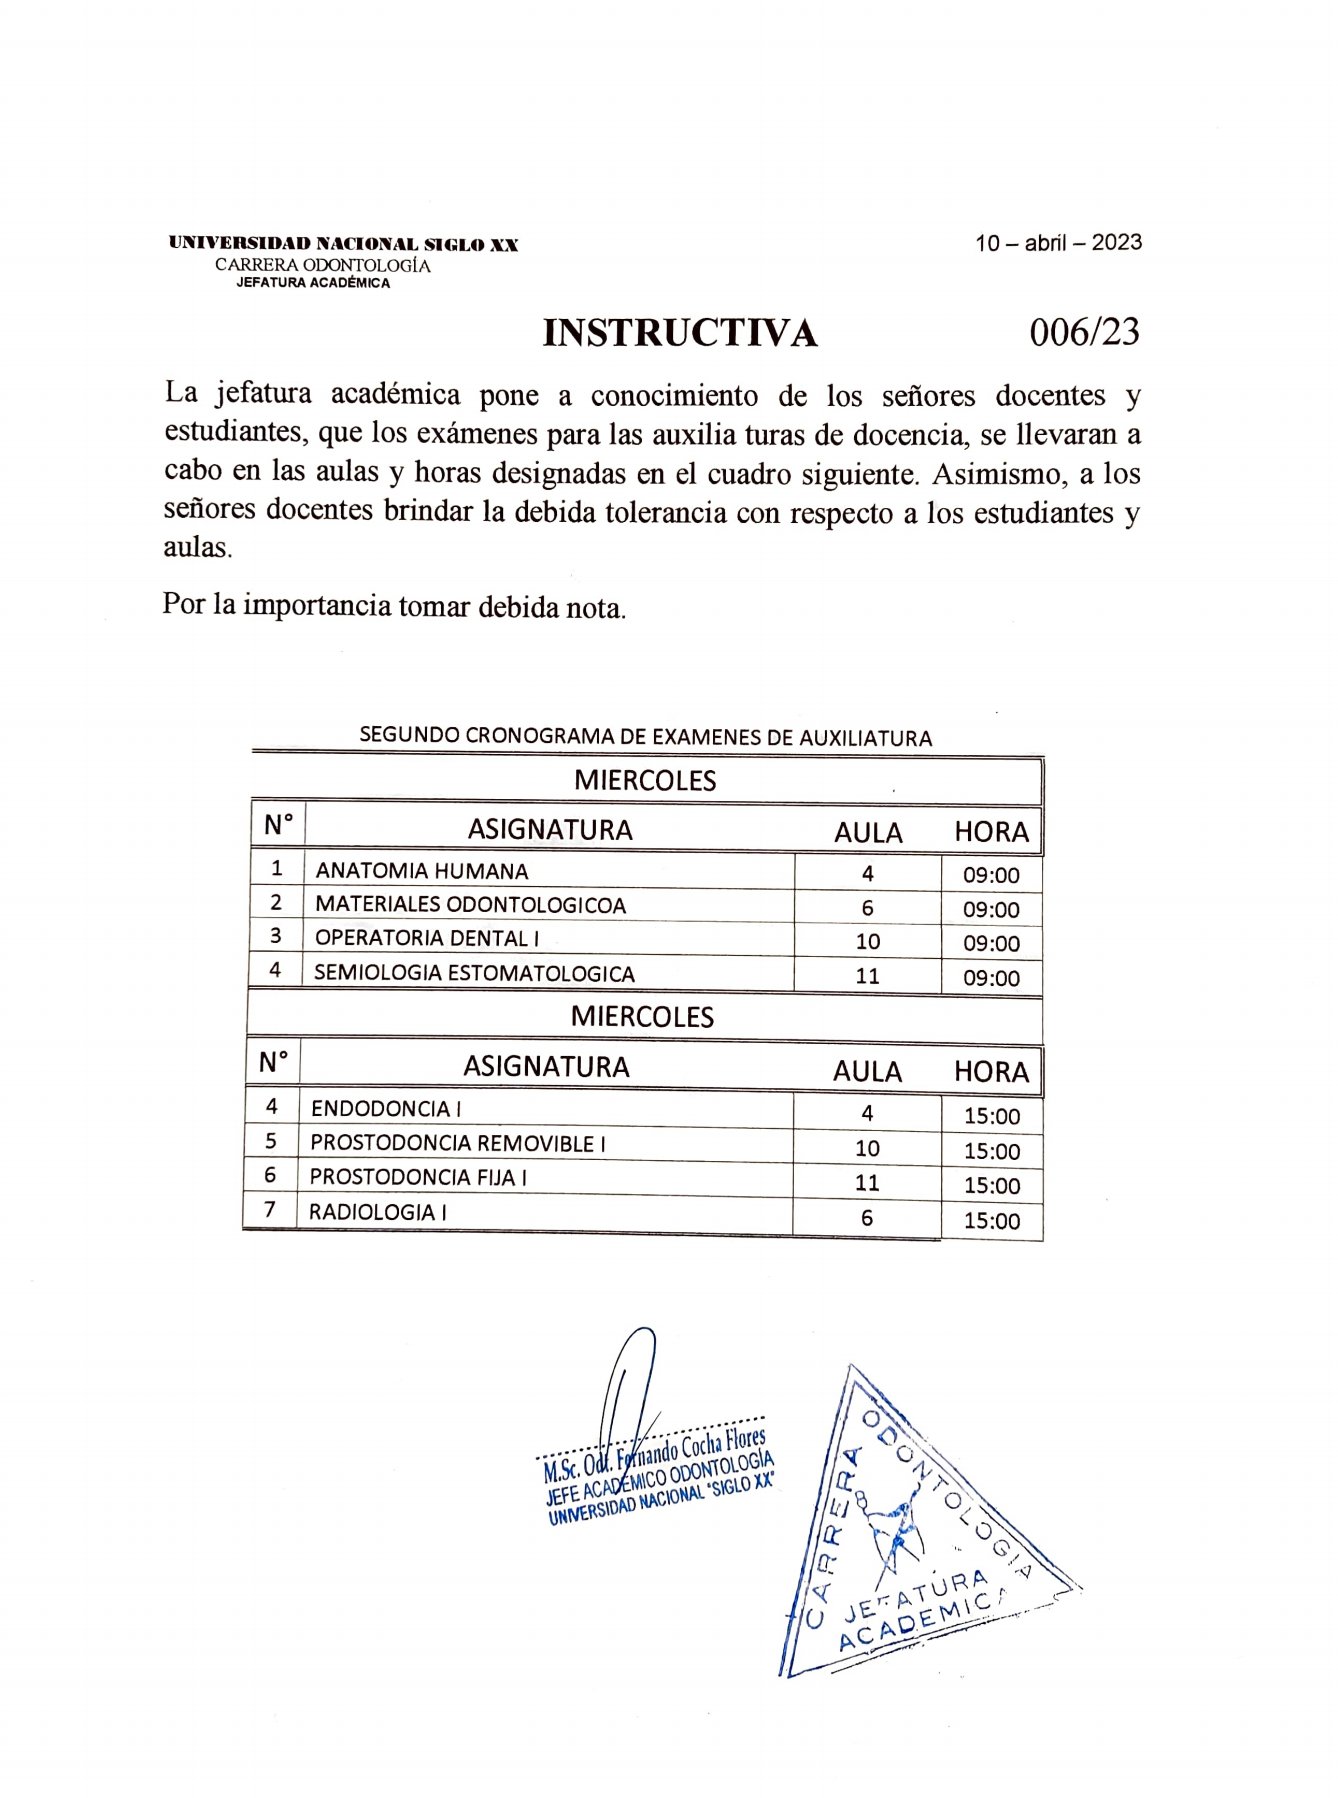 UNIVERSIDAD NACIONAL SIGLO XX
10 – abril – 2023
CARRERA ODONTOLOGÍA
JEFATURA ACADÉMICA
INSTRUCTIVA 006/23
La jefatura académica pone a conocimiento de los señores docentes y
estudiantes, que los exámenes para las auxilia turas de docencia, se llevaran a
cabo en las aulas y horas designadas en el cuadro siguiente. Asimismo, a los
señores docentes brindar la debida tolerancia con respecto a los estudiantes y
aulas.
Por la importancia tomar debida nota.
SEGUNDO CRONOGRAMA DE EXAMENES DE AUXILIATURA
MIERCOLES
N° ASIGNATURA AULA HORA
1 ANATOMIA HUMANA 4 09:00
2 MATERIALES ODONTOLOGICOA 6 09:00
3 OPERATORIA DENTAL I 10 09:00
4 SEMIOLOGIA ESTOMATOLOGICA 11 09:00
MIERCOLES
N° ASIGNATURA AULA HORA
4 ENDODONCIA I 4 15:00
5 PROSTODONCIA REMOVIBLE I 10 15:00
6 PROSTODONCIA FIJA I 11 15:00
7 RADIOLOGIA I 6 15:00
M.Sc. Odt. Fernando Cocha Flores
JEFE ACADÉMICO ODONTOLOGÍA
UNIVERSIDAD NACIONAL "SIGLO XX"
CARRERA ODONTOLOGIA
JEFATURA
ACADEMICA